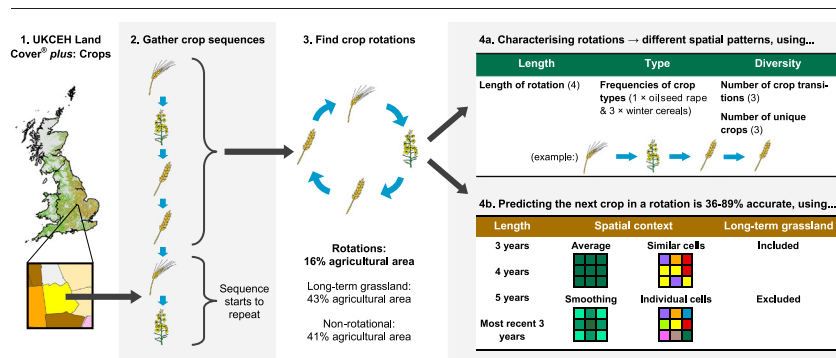 1. UKCEH Land
Cover® plus: Crops
2. Gather crop sequences
Sequence
starts to
repeat
3. Find crop rotations
Rotations:
16% agricultural area
Long-term grassland:
43% agricultural area
Non-rotational:
41% agricultural area
4a. Characterising rotations → different spatial patterns, using...
Length
Type
Diversity
Length of rotation (4)
Frequencies of crop
types (1 × oilseed rape
& 3 × winter cereals)
Number of crop transi-
tions (3)
Number of unique
crops (3)
(example:)
4b. Predicting the next crop in a rotation is 36-89% accurate, using...
Length
Spatial context
Long-term grassland
3 years
Average
Similar cells
Included
4 years
5 years
Smoothing
Individual cells
Excluded
Most recent 3
years